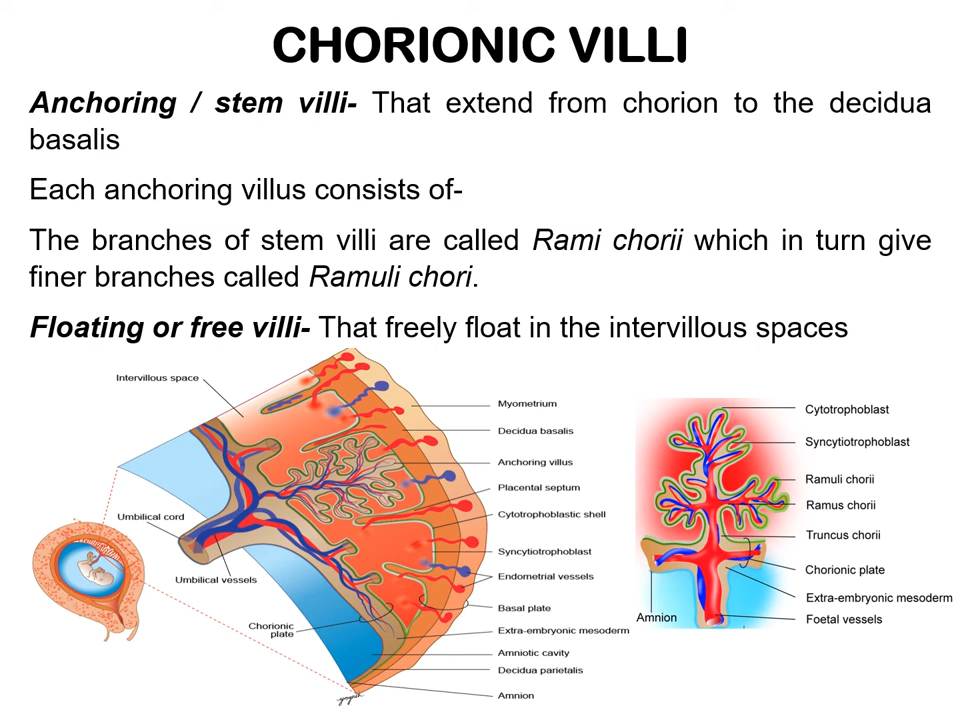 CHORIONIC VILLI
Anchoring / stem villi- That extend from chorion to the decidua
basalis
Each anchoring villus consists of-
The branches of stem villi are called Rami chorii which in turn give
finer branches called Ramuli chori.
Floating or free villi- That freely float in the intervillous spaces
Intervillous space
Umbilical cord
Umbilical vessels
Chorionic
plate
Myometrium
Decidua basalis
Anchoring villus
Placental septum
Cytotrophoblastic shell
Syncytiotrophoblast
Endometrial vessels
Basal plate
Extra-embryonic mesoderm
Amniotic cavity
Decidua parietalis
Amnion
Cytotrophoblast
Syncytiotrophoblast
Ramuli chorii
Ramus chorii
Truncus chorii
Chorionic plate
Extra-embryonic mesoderm
Foetal vessels
Amnion